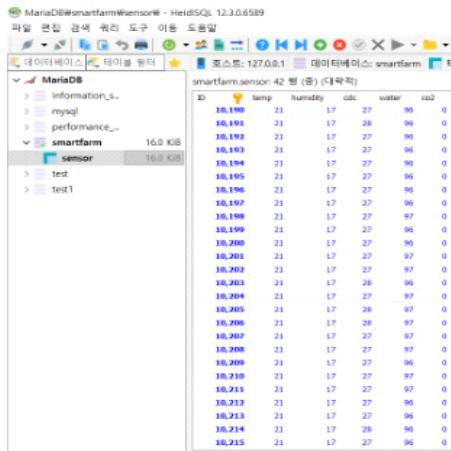 MariaDB₩smartfarm₩sensor₩ - HeidiSQL 12.3.0.6589
파일 편집 검색 쿼리 도구 이동 도움말
데이터베이스 테이블 필터
호스트: 127.0.0.1 데이터베이스: smartfarm
MariaDB
information_s..
mysql
performance_..
smartfarm 16.0 KiB
sensor 16.0 KiB
test
test1
smartfarm.sensor: 42 행 (총) (대략적)
ID temp humidity cdc water co2
10,190 21 17 27 96 0
10,191 21 17 28 96 0
10,192 21 17 27 96 0
10,193 21 17 27 96 0
10,194 21 17 27 96 0
10,195 21 17 27 96 0
10,196 21 17 27 96 0
10,197 21 17 27 96 0
10,198 21 17 27 97 0
10,199 21 17 27 96 0
10,200 21 17 27 96 0
10,201 21 17 27 97 0
10,202 21 17 27 97 0
10,203 21 17 28 96 0
10,204 21 17 27 97 0
10,205 21 17 28 97 0
10,206 21 17 28 97 0
10,207 21 17 27 97 0
10,208 21 17 27 97 0
10,209 21 17 27 96 0
10,210 21 17 27 97 0
10,211 21 17 27 97 0
10,212 21 17 27 96 0
10,213 21 17 27 96 0
10,214 21 17 28 96 0
10,215 21 17 27 96 0